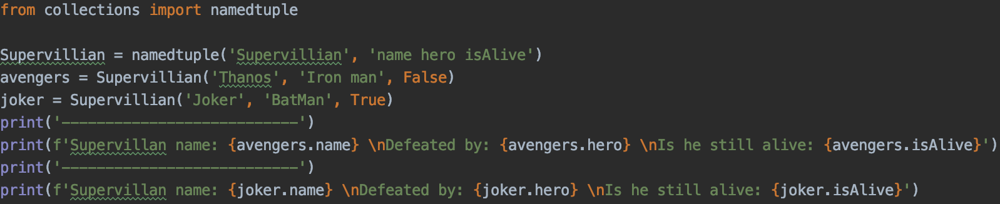 from collections import namedtuple
Supervillian = namedtuple('Supervillian', 'name hero isAlive')
avengers = Supervillian('Thanos', 'Iron man', False)
joker = Supervillian('Joker', 'BatMan', True)
print('---------------------------')
print(f'Supervillan name: {avengers.name} \nDefeated by: {avengers.hero} \nIs he still alive: {avengers.isAlive}')
print('---------------------------')
print(f'Supervillan name: {joker.name} \nDefeated by: {joker.hero} \nIs he still alive: {joker.isAlive}')